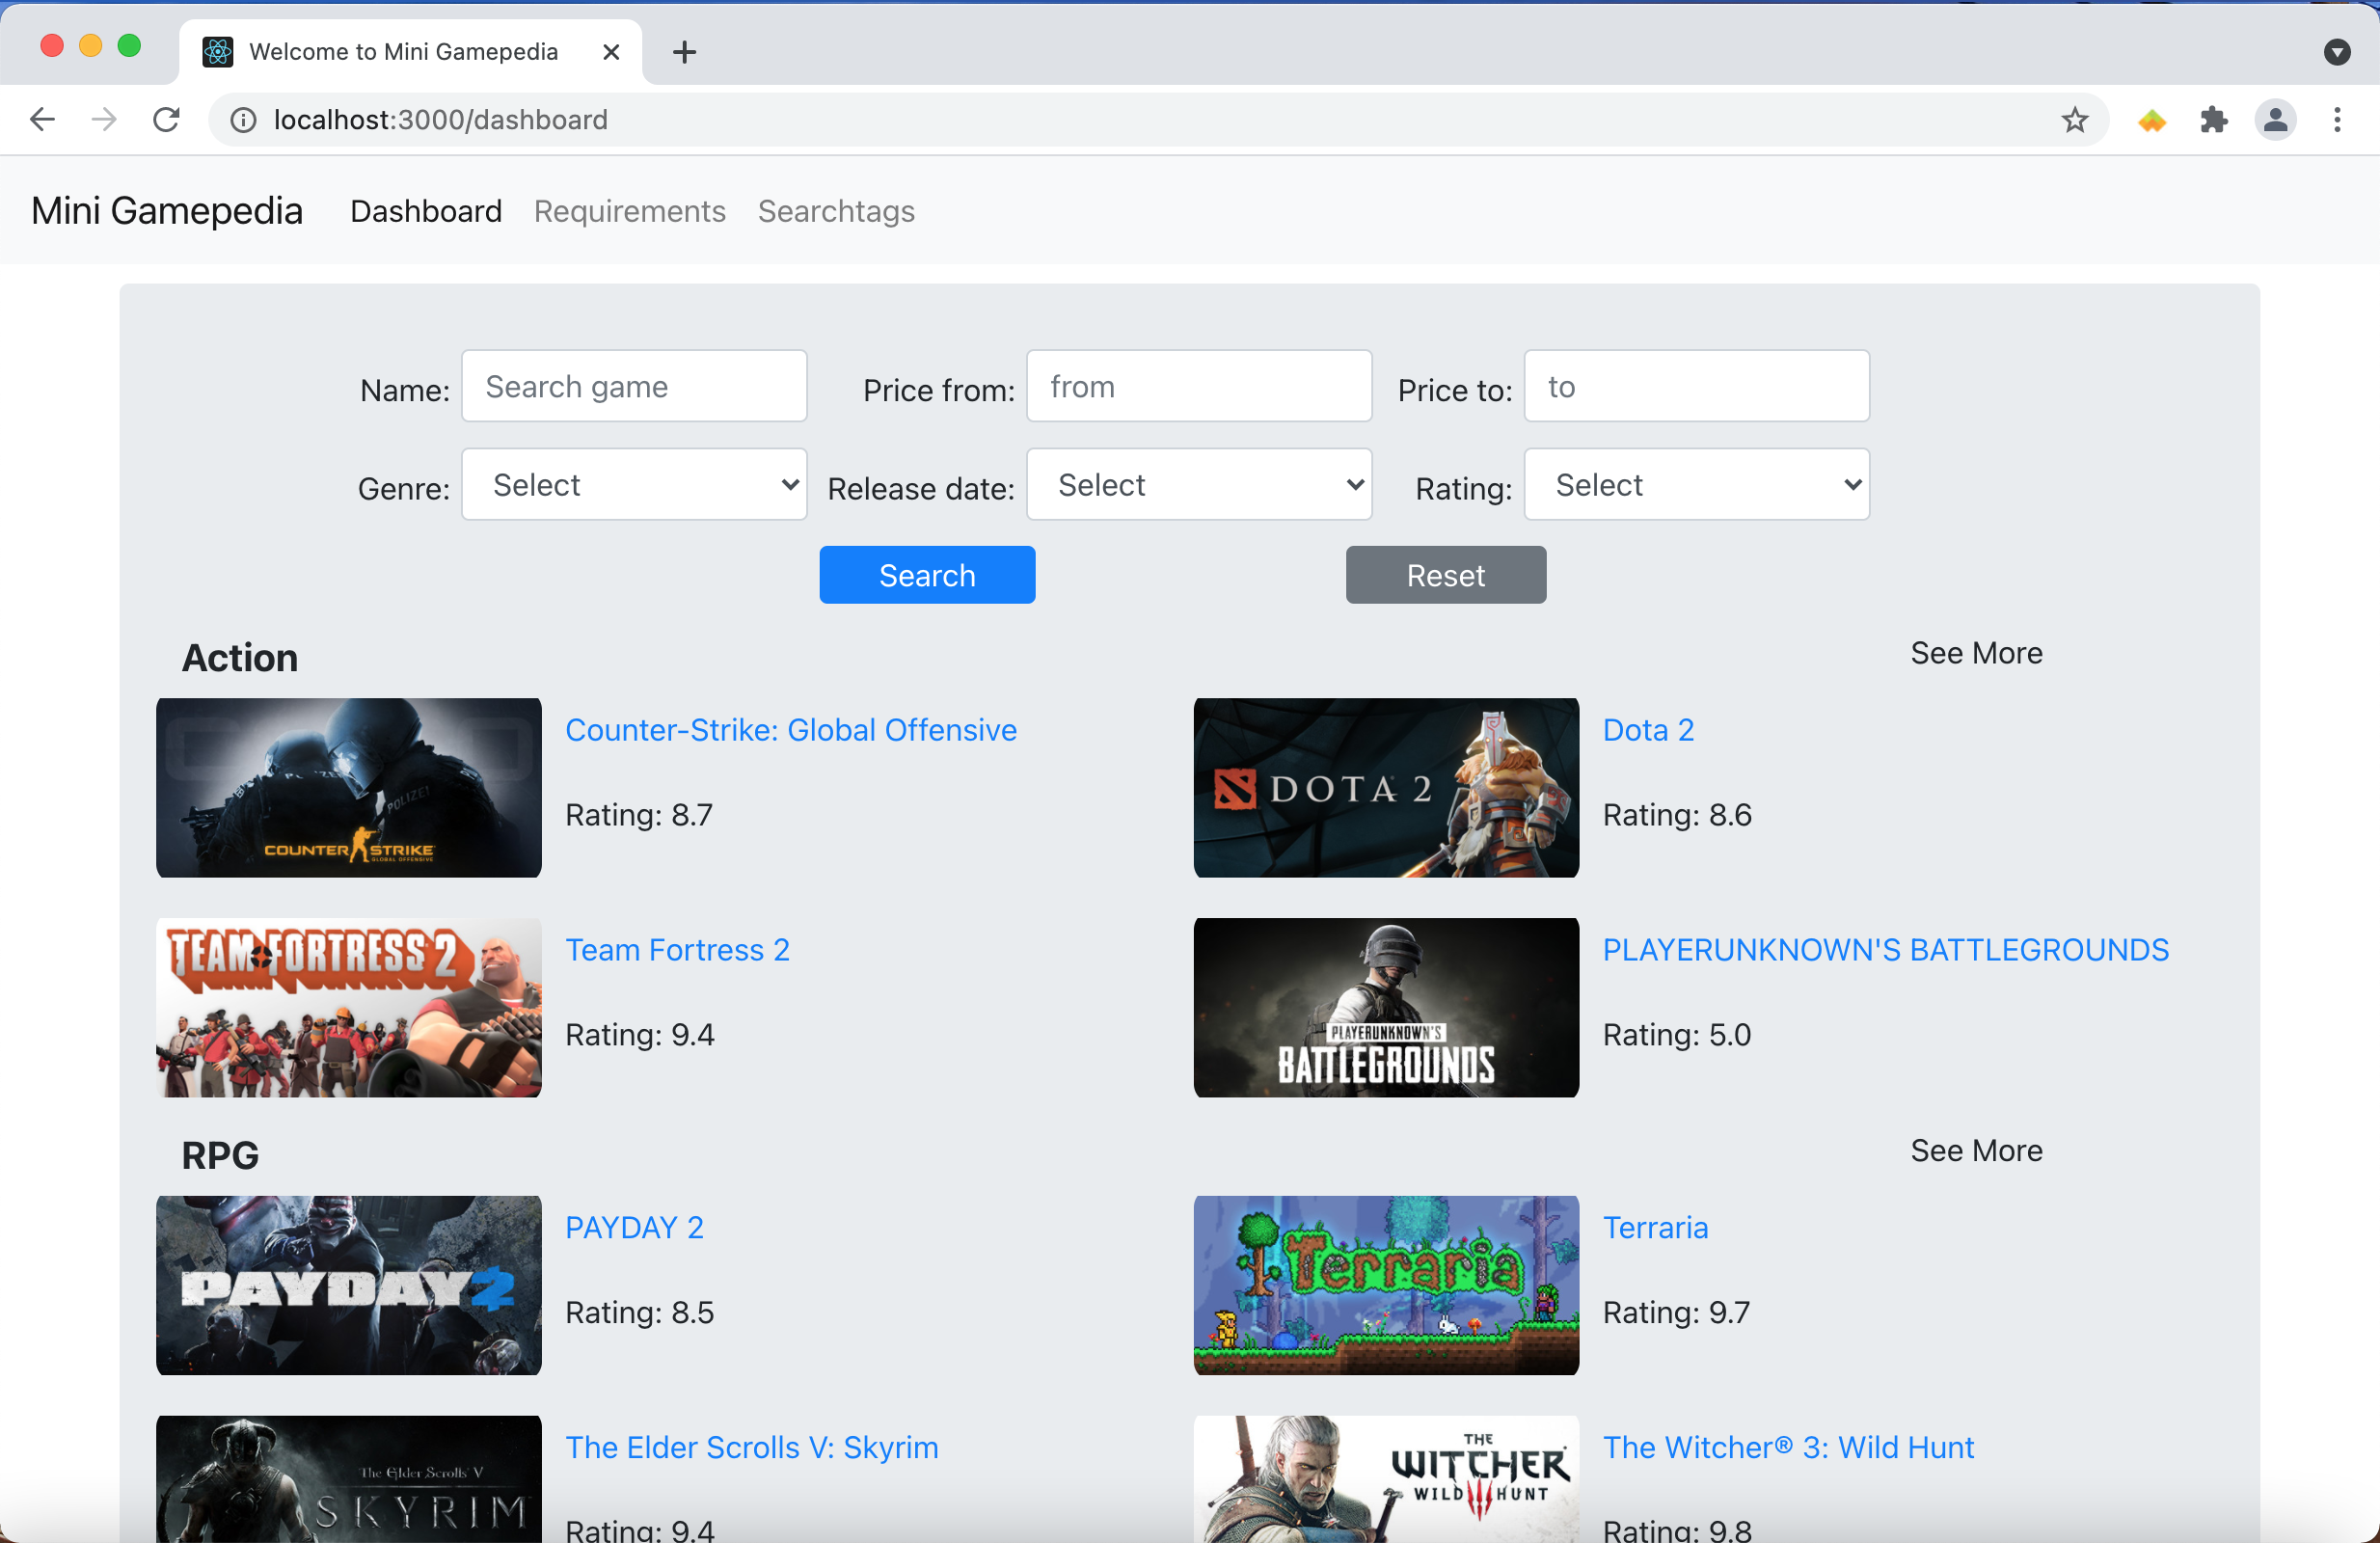 Welcome to Mini Gamepedia
localhost:3000/dashboard
Mini Gamepedia Dashboard Requirements Searchtags
Name: Search game Price from: from Price to: to
Genre: Select Release date: Select Rating: Select
Search Reset
Action See More
Counter-Strike: Global Offensive
Rating: 8.7
POLIZEI
COUNTER STRIKE
GLOBAL OFFENSIVE
Dota 2
Rating: 8.6
DOTA 2
Team Fortress 2
Rating: 9.4
TEAM FORTRESS 2
PLAYERUNKNOWN'S BATTLEGROUNDS
Rating: 5.0
PLAYERUNKNOWN'S
BATTLEGROUNDS
RPG See More
PAYDAY 2
Rating: 8.5
PAYDAY 2
Terraria
Rating: 9.7
Terraria
The Elder Scrolls V: Skyrim
Rating: 9.4
The Elder Scrolls V
SKYRIM
The Witcher® 3: Wild Hunt
Rating: 9.8
THE
WITCHER
WILD HUNT